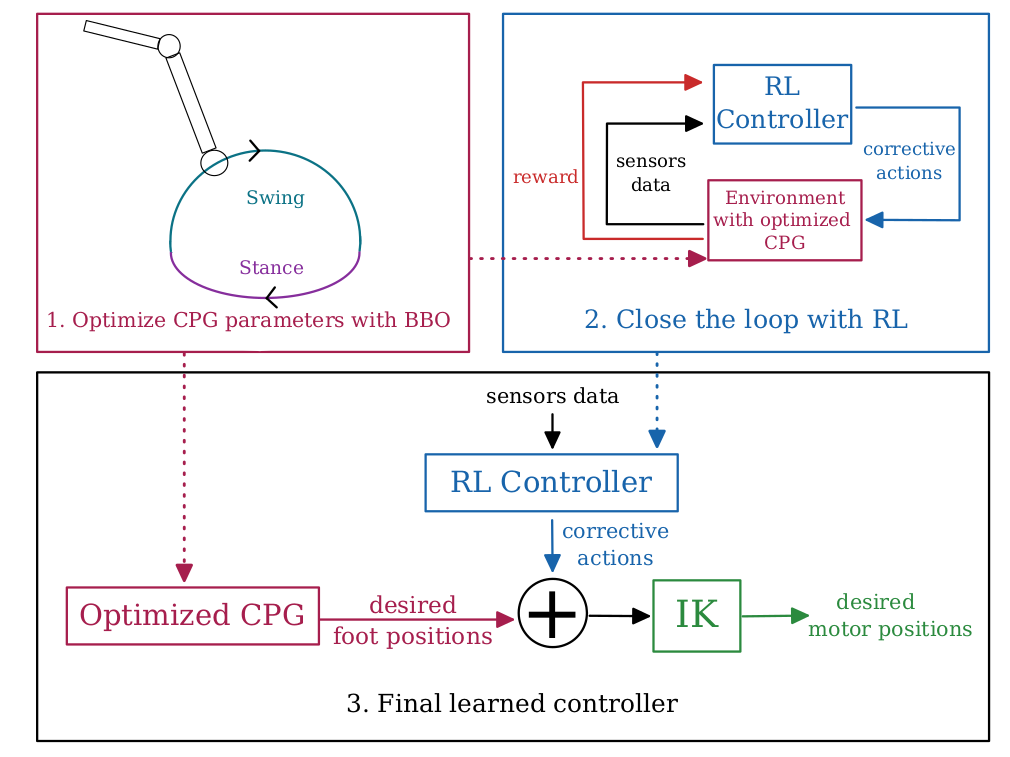 Swing
Stance
1. Optimize CPG parameters with BBO
RL
Controller
corrective
actions
sensors
data
reward
Environment
with optimized
CPG
2. Close the loop with RL
sensors data
RL Controller
corrective
actions
Optimized CPG
desired
foot positions
IK
desired
motor positions
3. Final learned controller